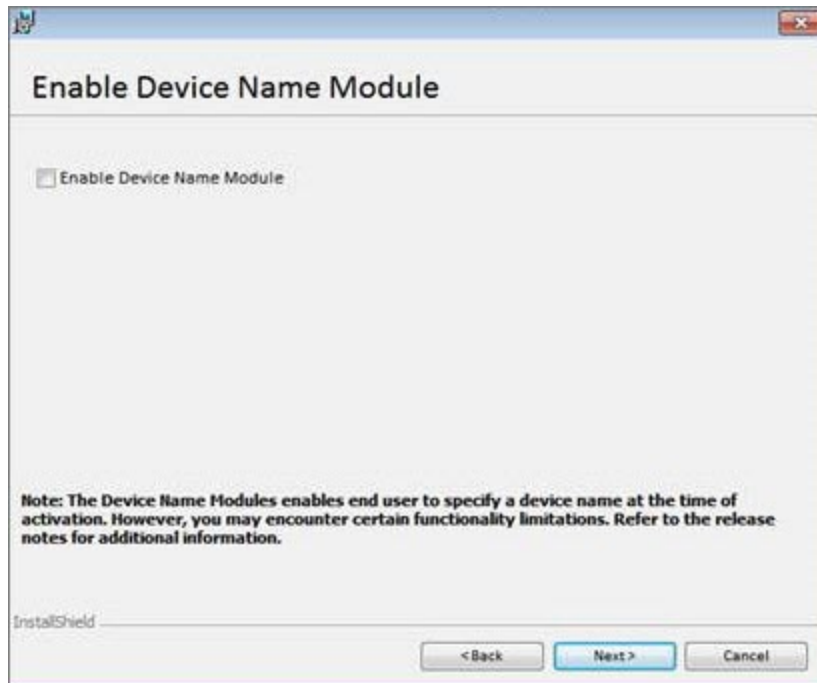 Enable Device Name Module
Enable Device Name Module
Note: The Device Name Modules enables end user to specify a device name at the time of
activation. However, you may encounter certain functionality limitations. Refer to the release
notes for additional information.
InstallShield
<Back Next> Cancel